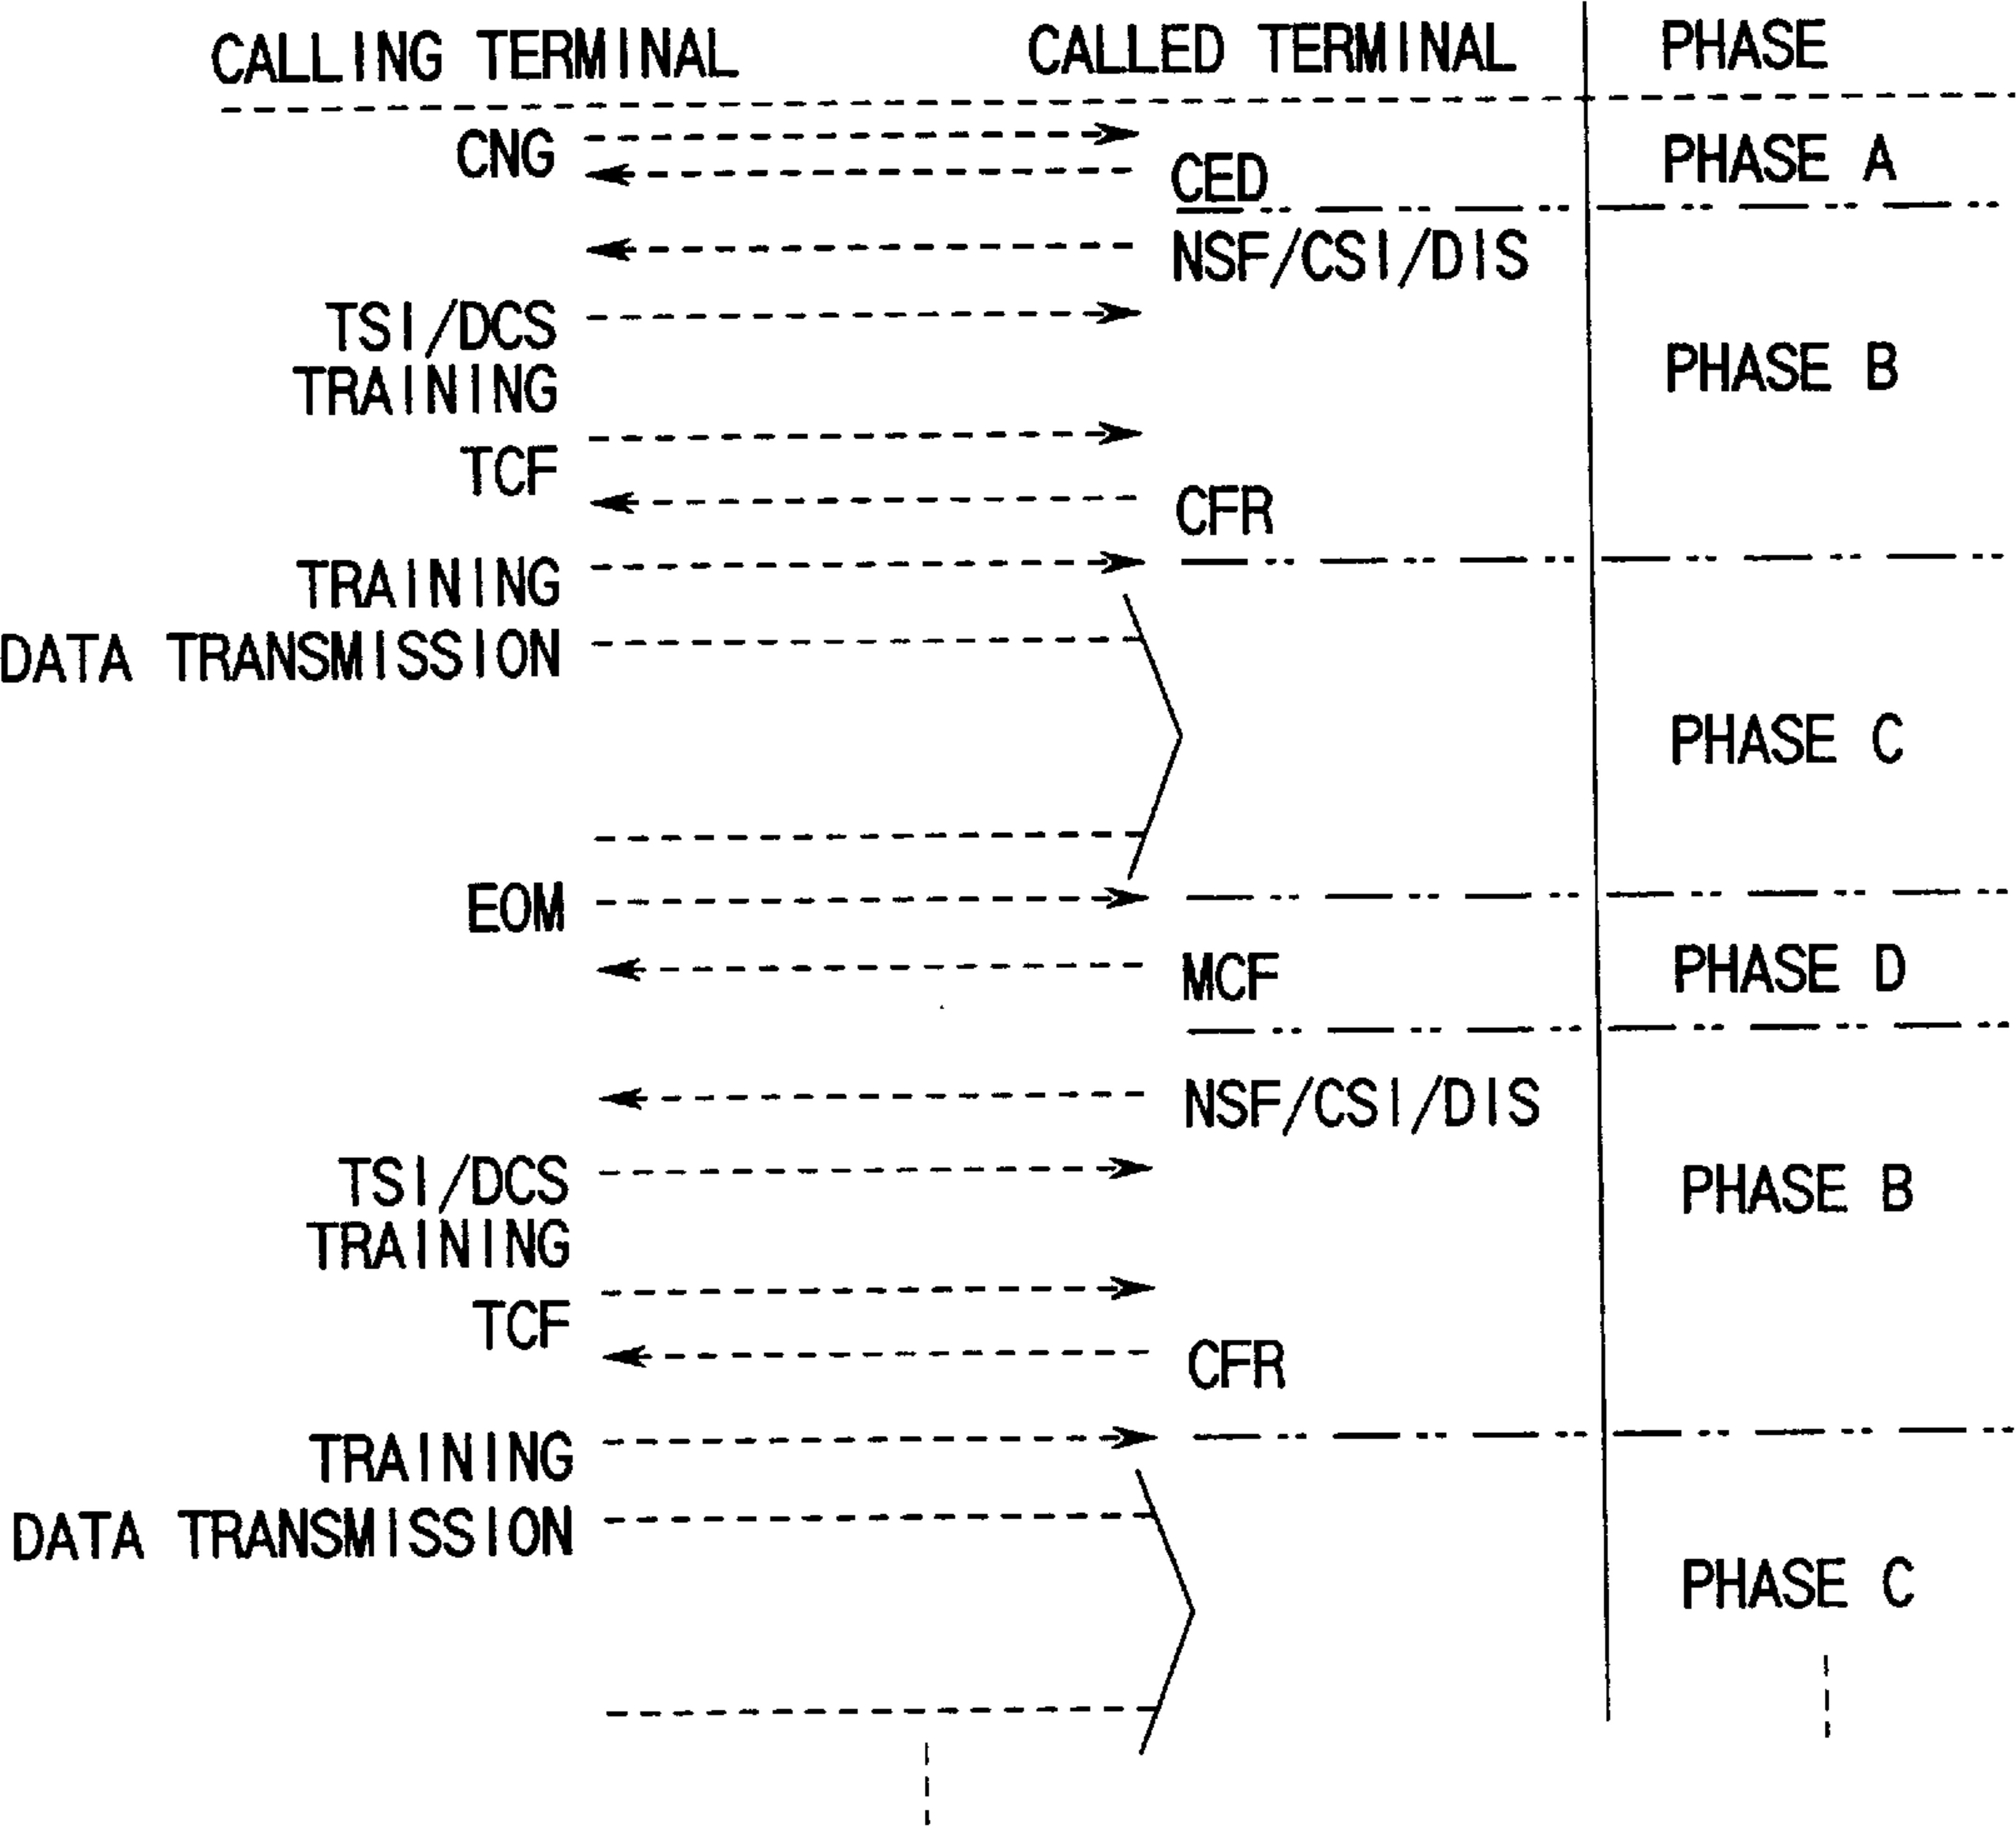 CALLING TERMINAL CALLED TERMINAL PHASE
CNG PHASE A
CED
NSF/CSI/DIS
TSI/DCS
TRAINING PHASE B
TCF
CFR
TRAINING
DATA TRANSMISSION
PHASE C
EOM
MCF PHASE D
NSF/CSI/DIS
TSI/DCS PHASE B
TRAINING
TCF
CFR
TRAINING
DATA TRANSMISSION
PHASE C